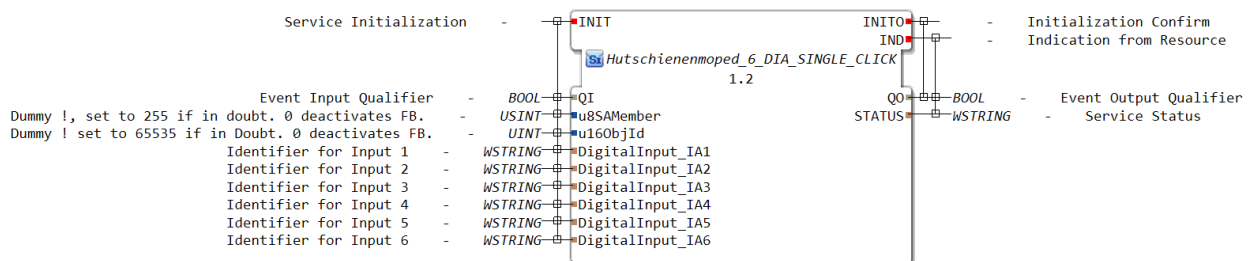 Service Initialization - INIT INITO - Initialization Confirm
IND - Indication from Resource
Hutschienenmoped_6_DIA_SINGLE_CLICK
1.2
Event Input Qualifier - BOOL QI QO BOOL - Event Output Qualifier
Dummy !, set to 255 if in doubt. 0 deactivates FB. - USINT u8SAMember STATUS WSTRING - Service Status
Dummy ! set to 65535 if in Doubt. 0 deactivates FB. - UINT u16ObjId
Identifier for Input 1 - WSTRING DigitalInput_IA1
Identifier for Input 2 - WSTRING DigitalInput_IA2
Identifier for Input 3 - WSTRING DigitalInput_IA3
Identifier for Input 4 - WSTRING DigitalInput_IA4
Identifier for Input 5 - WSTRING DigitalInput_IA5
Identifier for Input 6 - WSTRING DigitalInput_IA6